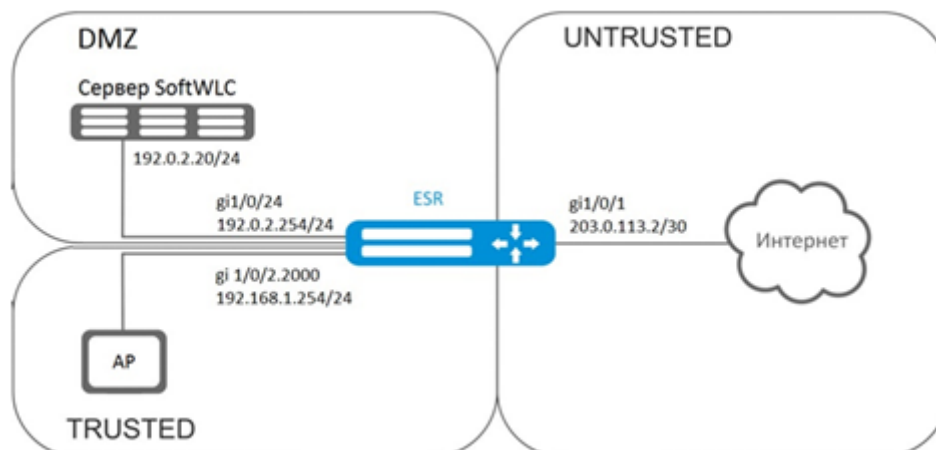 DMZ
Сервер SoftWLC
192.0.2.20/24
gi1/0/24
192.0.2.254/24
ESR
gi 1/0/2.2000
192.168.1.254/24
AP
TRUSTED
UNTRUSTED
gi1/0/1
203.0.113.2/30
Интернет